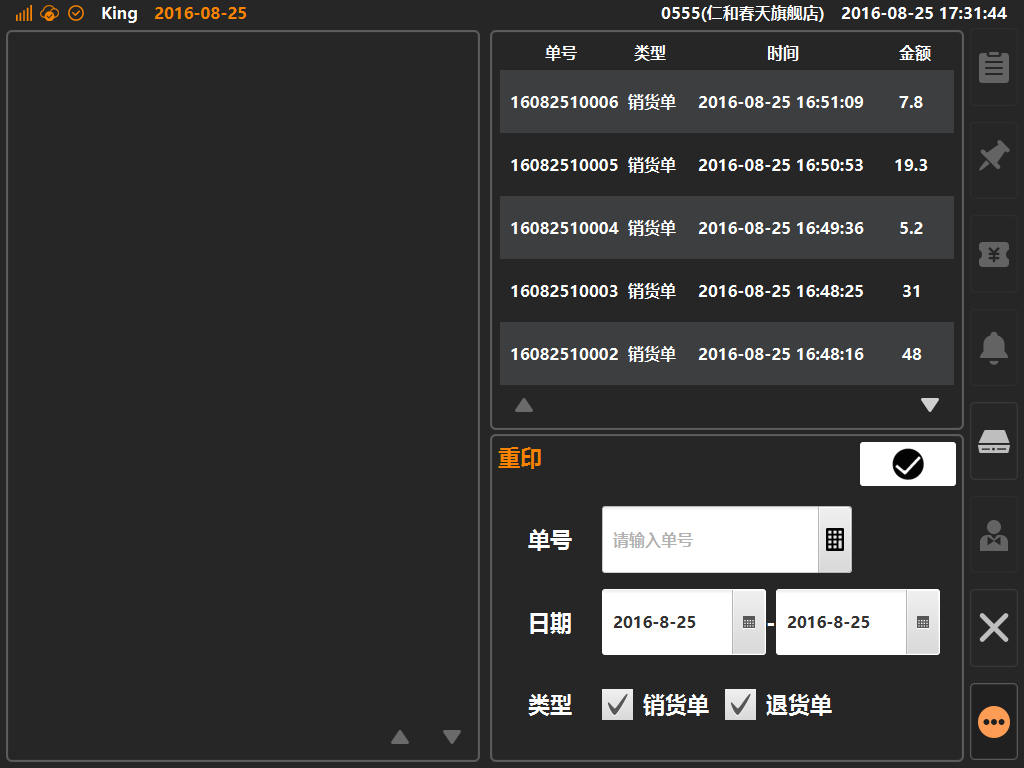 King 2016-08-25 0555(仁和春天旗舰店) 2016-08-25 17:31:44
单号 类型 时间 金额
16082510006 销货单 2016-08-25 16:51:09 7.8
16082510005 销货单 2016-08-25 16:50:53 19.3
16082510004 销货单 2016-08-25 16:49:36 5.2
16082510003 销货单 2016-08-25 16:48:25 31
16082510002 销货单 2016-08-25 16:48:16 48
重印
单号 请输入单号
日期 2016-8-25 - 2016-8-25
类型 销货单 退货单